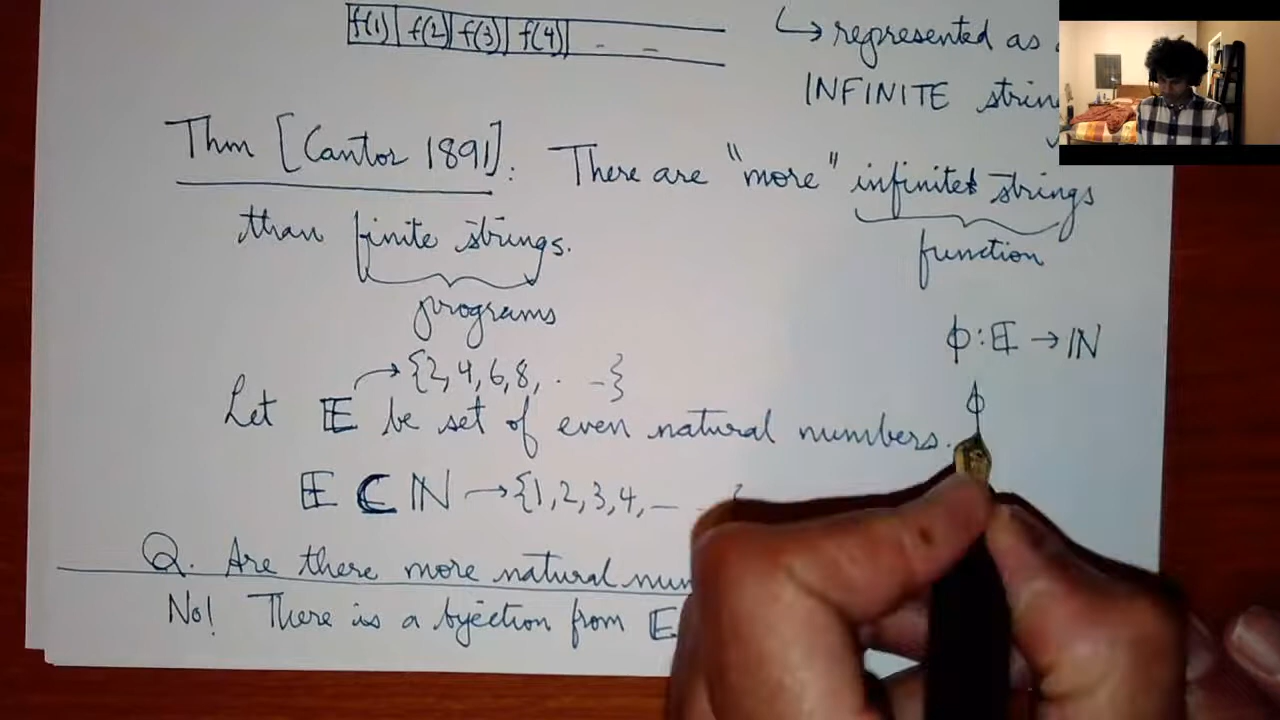 f(1) f(2) f(3) f(4) - -
↳ represented as
INFINITE strin
Thm [Cantor 1891]: There are "more" infinite strings
than finite strings.
function
programs
ϕ: 𝔼 → ℕ
→ {2, 4, 6, 8, . - }
ϕ
Let 𝔼 be set of even natural numbers.
𝔼 ⊂ ℕ → {1, 2, 3, 4, — - }
Q. Are there more natural num
No! There is a bijection from 𝔼